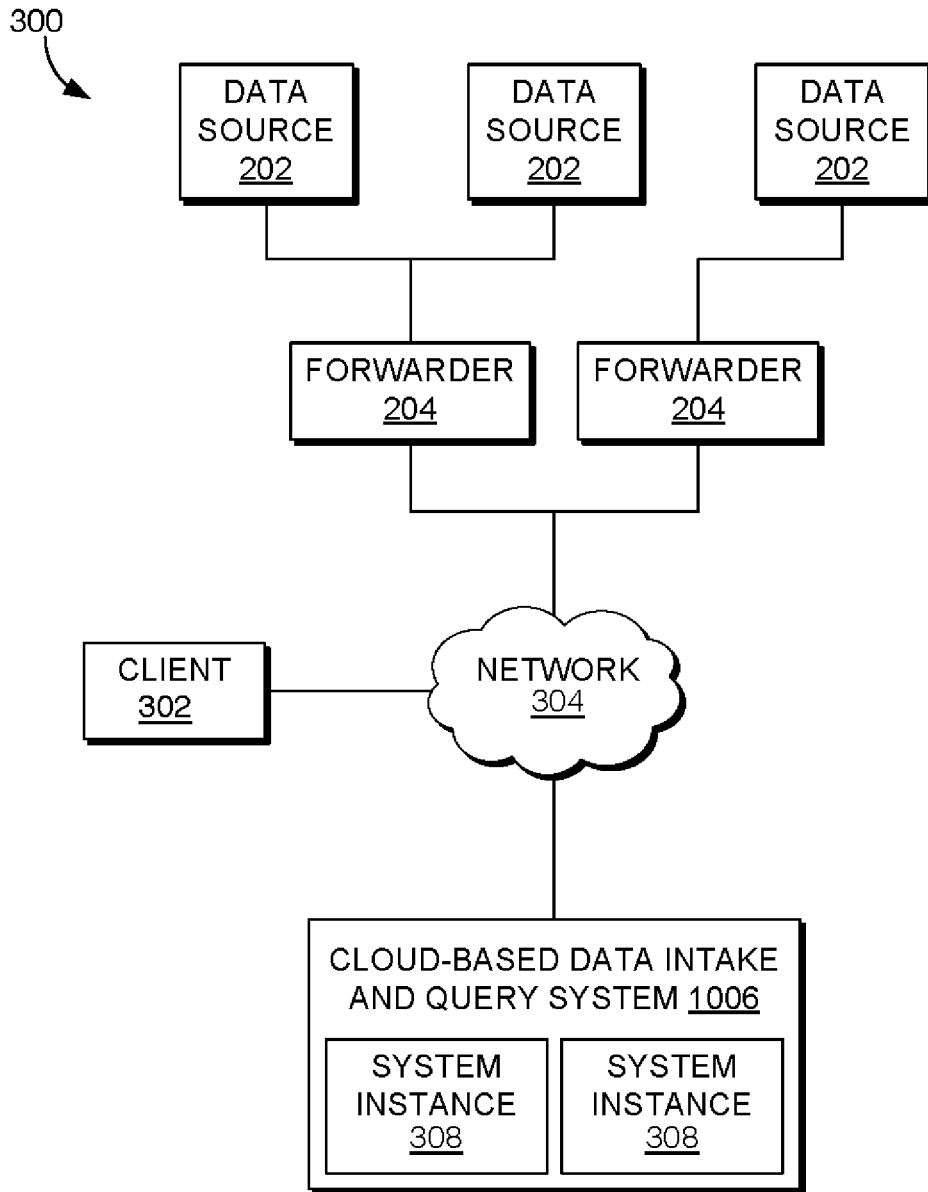 300
DATA
SOURCE
202
DATA
SOURCE
202
DATA
SOURCE
202
FORWARDER
204
FORWARDER
204
CLIENT
302
NETWORK
304
CLOUD-BASED DATA INTAKE
AND QUERY SYSTEM 1006
SYSTEM
INSTANCE
308
SYSTEM
INSTANCE
308